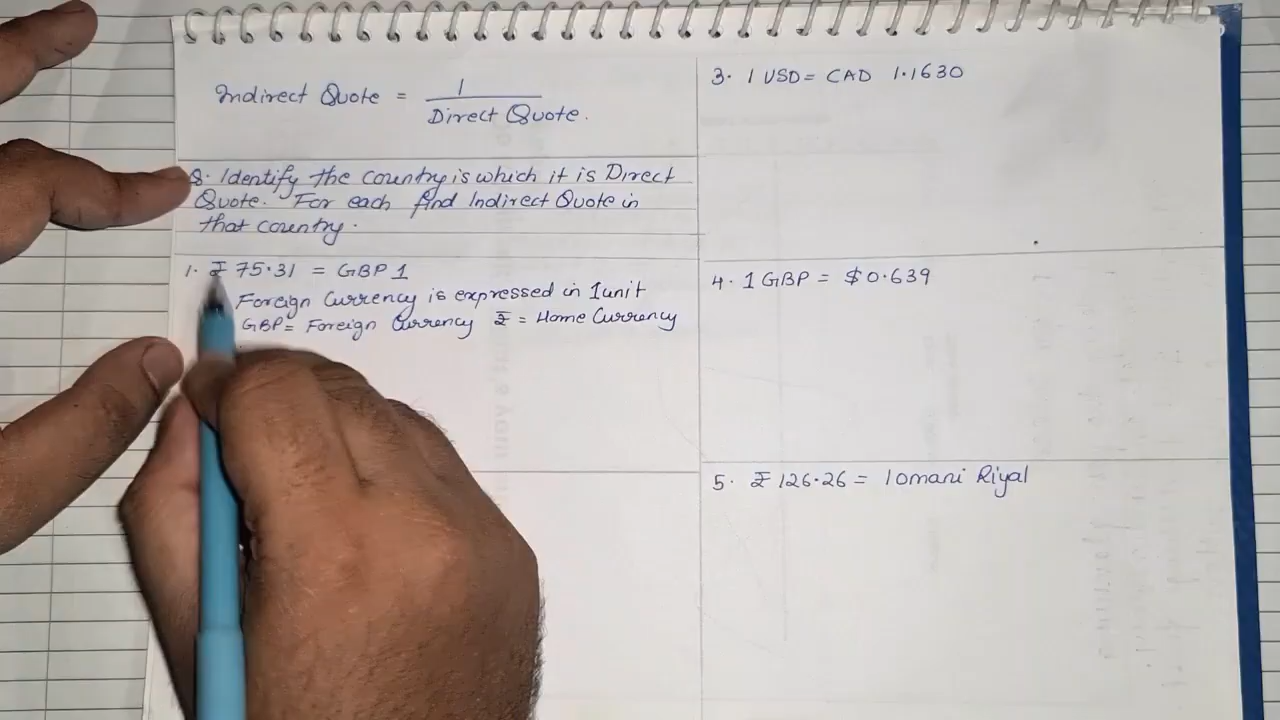 Indirect Quote = 1
Direct Quote.
Q. Identify the country is which it is Direct
Quote. For each find Indirect Quote in
that country.
1. ₹ 75.31 = GBP 1
Foreign Currency is expressed in 1unit
GBP = Foreign Currency ₹ = Home Currency
3. 1 USD = CAD 1.1630
4. 1 GBP = $0.639
5. ₹ 126.26 = 1 Omani Riyal